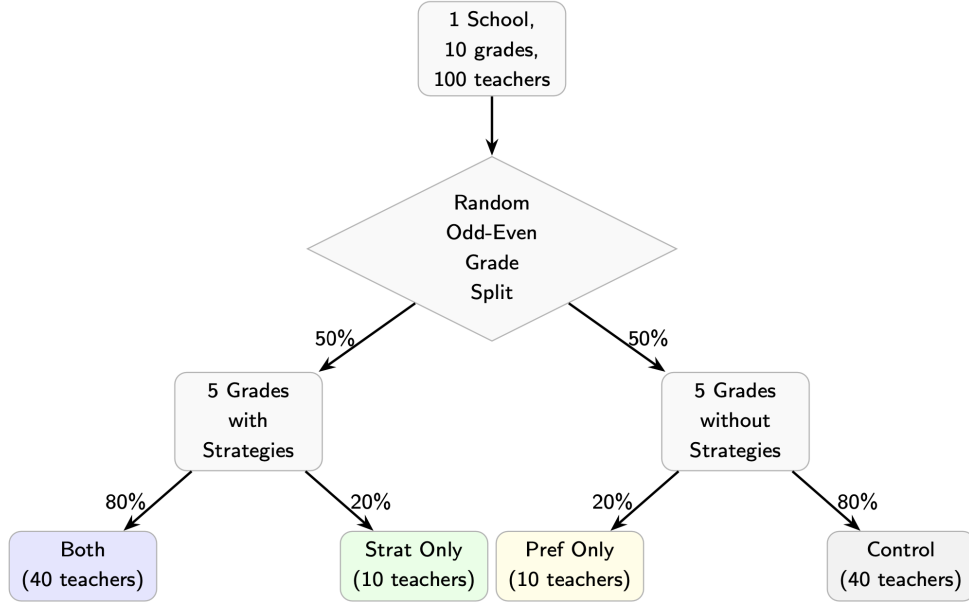 1 School,
10 grades,
100 teachers
Random
Odd-Even
Grade
Split
50%
50%
5 Grades
with
Strategies
5 Grades
without
Strategies
80%
20%
20%
80%
Both
(40 teachers)
Strat Only
(10 teachers)
Pref Only
(10 teachers)
Control
(40 teachers)